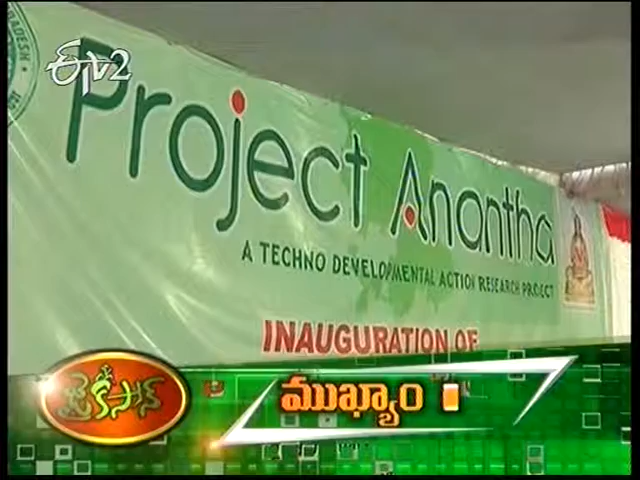 ETV2
Project Anantha
A TECHNO DEVELOPMENTAL ACTION RESEARCH PROJECT
INAUGURATION OF
జైకిసాన్
ముఖ్యాం